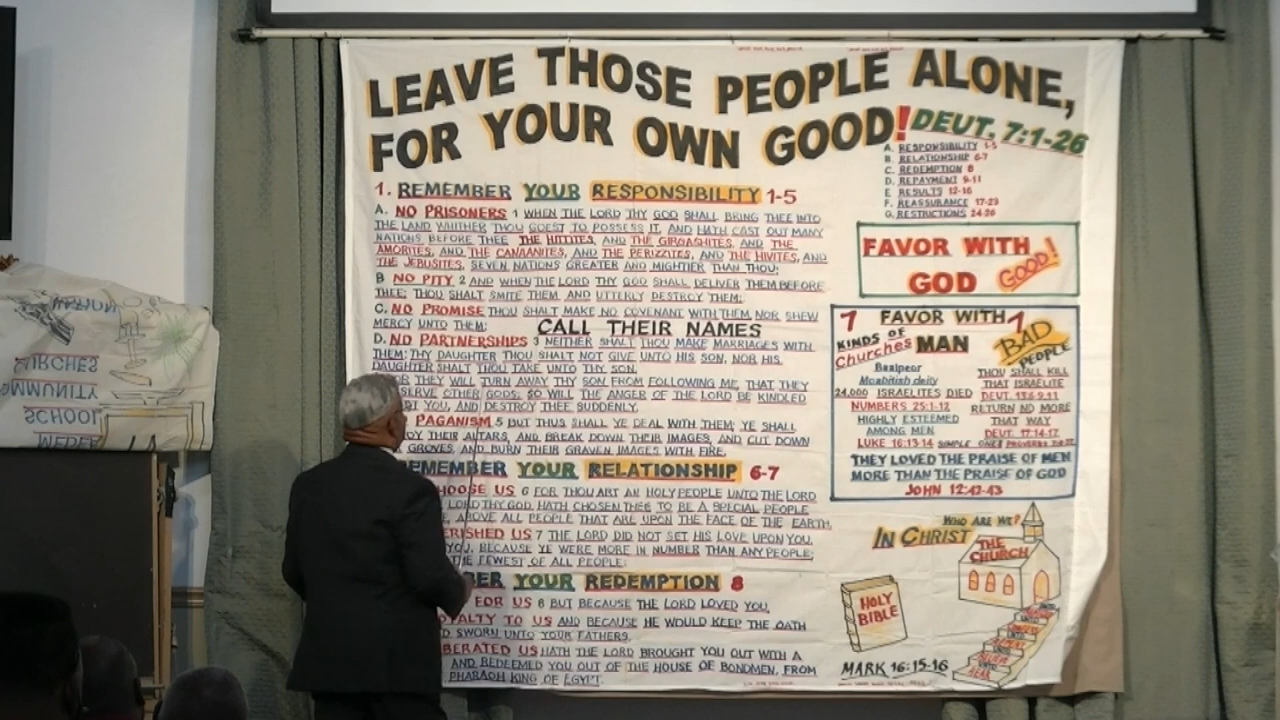 LEAVE THOSE PEOPLE ALONE,
FOR YOUR OWN GOOD!
DEUT. 7:1-26
A. RESPONSIBILITY 1-5
B. RELATIONSHIP 6-7
C. REDEMPTION 8
D. REPAYMENT 9-11
E RESULTS 12-16
F. REASSURANCE 17-23
G. RESTRICTIONS 24-26
1. REMEMBER YOUR RESPONSIBILITY 1-5
A. NO PRISONERS 1 WHEN THE LORD THY GOD SHALL BRING THEE INTO
THE LAND WHITHER THOU GOEST TO POSSESS IT, AND HATH CAST OUT MANY
NATIONS BEFORE THEE THE HITTITES, AND THE GIRGASHITES, AND THE
AMORITES, AND THE CANAANITES, AND THE PERIZZITES, AND THE HIVITES, AND
THE JEBUSITES, SEVEN NATIONS GREATER AND MIGHTIER THAN THOU;
B NO PITY 2 AND WHEN THE LORD THY GOD SHALL DELIVER THEM BEFORE
THEE; THOU SHALT SMITE THEM AND UTTERLY DESTROY THEM;
C. NO PROMISE THOU SHALT MAKE NO COVENANT WITH THEM, NOR SHEW
MERCY UNTO THEM;
CALL THEIR NAMES
D. NO PARTNERSHIPS 3 NEITHER SHALT THOU MAKE MARRIAGES WITH
THEM; THY DAUGHTER THOU SHALT NOT GIVE UNTO HIS SON, NOR HIS
DAUGHTER SHALT THOU TAKE UNTO THY SON.
OR THEY WILL TURN AWAY THY SON FROM FOLLOWING ME, THAT THEY
SERVE OTHER GODS: SO WILL THE ANGER OF THE LORD BE KINDLED
YOU, AND DESTROY THEE SUDDENLY.
PAGANISM 5 BUT THUS SHALL YE DEAL WITH THEM; YE SHALL
OY THEIR ALTARS, AND BREAK DOWN THEIR IMAGES, AND CUT DOWN
GROVES, AND BURN THEIR GRAVEN IMAGES WITH FIRE.
EMEMBER YOUR RELATIONSHIP 6-7
HOOSE US 6 FOR THOU ART AN HOLY PEOPLE UNTO THE LORD
LORD THY GOD HATH CHOSEN THEE TO BE A SPECIAL PEOPLE
ABOVE ALL PEOPLE THAT ARE UPON THE FACE OF THE EARTH.
ERISHED US 7 THE LORD DID NOT SET HIS LOVE UPON YOU,
YOU, BECAUSE YE WERE MORE IN NUMBER THAN ANY PEOPLE;
THE FEWEST OF ALL PEOPLE:
BER YOUR REDEMPTION 8
FOR US 8 BUT BECAUSE THE LORD LOVED YOU,
YALTY TO US AND BECAUSE HE WOULD KEEP THE OATH
SWORN UNTO YOUR FATHERS,
BERATED US HATH THE LORD BROUGHT YOU OUT WITH A
AND REDEEMED YOU OUT OF THE HOUSE OF BONDMEN, FROM
PHARAOH KING OF EGYPT.
FAVOR WITH
GOD GOOD!
7 FAVOR WITH 7
KINDS OF
Churches MAN BAD
PEOPLE
Baalpeor
Moabitish deity
24,000 ISRAELITES DIED
NUMBERS 25:1-12
HIGHLY ESTEEMED
AMONG MEN
LUKE 16:13-14
THOU SHALL KILL
THAT ISRAELITE
DEUT. 13:6-9.11
RETURN NO MORE
THAT WAY
DEUT. 17:14-17
SIMPLE ONES PROVERBS
THEY LOVED THE PRAISE OF MEN
MORE THAN THE PRAISE OF GOD
JOHN 12:42-43
WHO ARE WE?
IN CHRIST
THE
CHURCH
HOLY
BIBLE
MARK 16:15-16
UNTO
HEAR
CHURCHES
COMMUNITY
SCHOOL